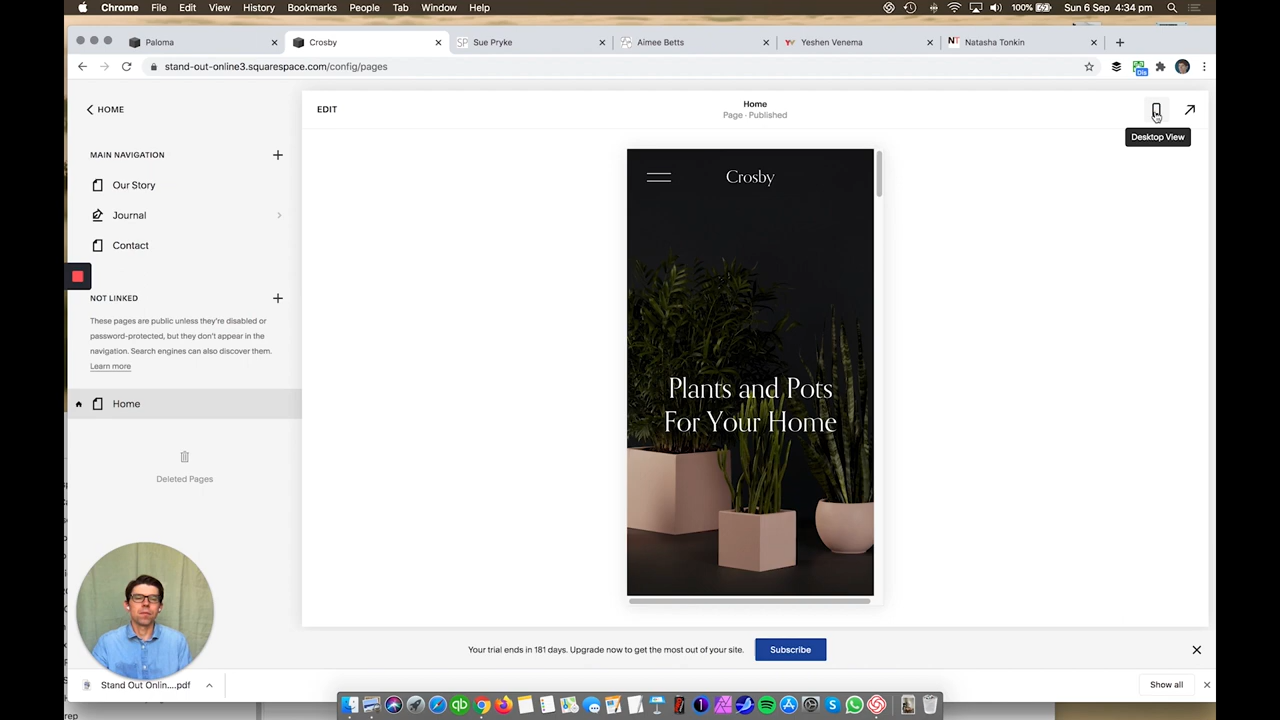 Chrome File Edit View History Bookmarks People Tab Window Help 100% Sun 6 Sep 4:34 pm
Paloma Crosby Sue Pryke Aimee Betts Yeshen Venema Natasha Tonkin
SP NT
stand-out-online3.squarespace.com/config/pages
Dis
HOME
EDIT
Home
Page · Published
Desktop View
MAIN NAVIGATION
Our Story
Journal
Contact
NOT LINKED
These pages are public unless they're disabled or
password-protected, but they don't appear in the
navigation. Search engines can also discover them.
Learn more
Home
Deleted Pages
Crosby
Plants and Pots
For Your Home
Your trial ends in 181 days. Upgrade now to get the most out of your site. Subscribe
Stand Out Onlin....pdf
Show all